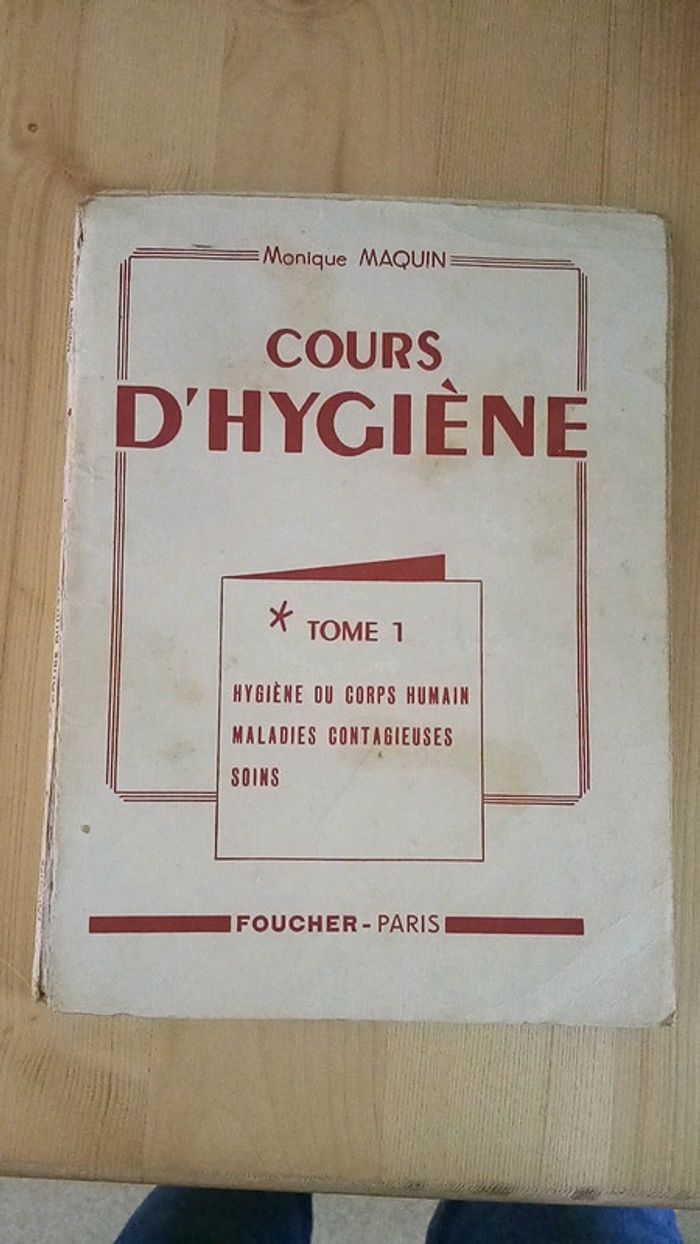 Monique MAQUIN
COURS
D'HYGIÈNE
* TOME 1
HYGIÈNE DU CORPS HUMAIN
MALADIES CONTAGIEUSES
SOINS
FOUCHER - PARIS